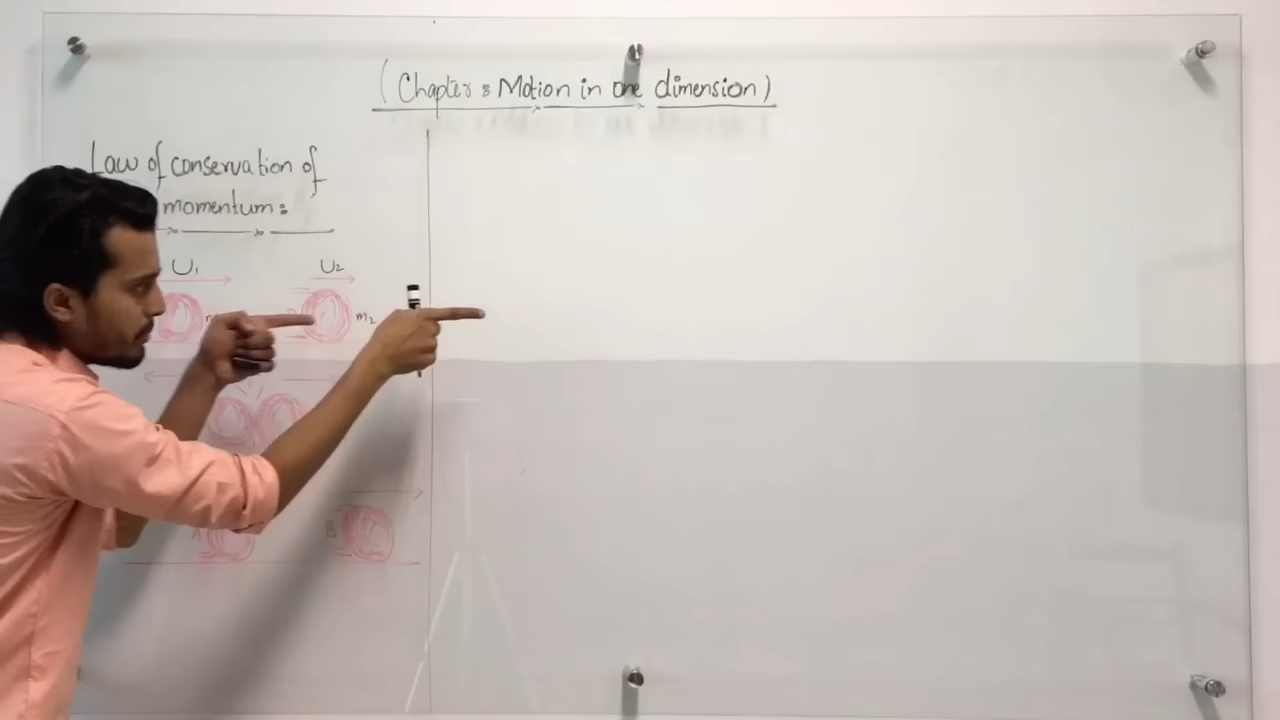 (Chapter : Motion in one dimension)
Law of conservation of
momentum :
U₁ U₂
m₂
B